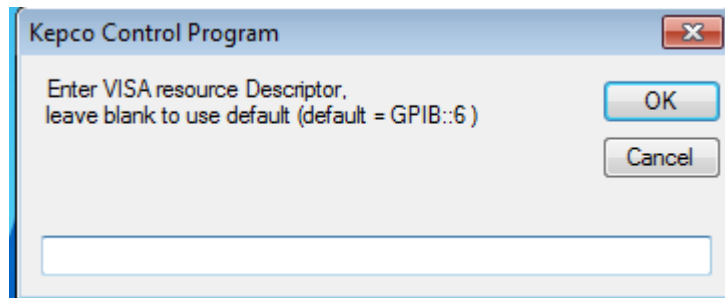 Kepco Control Program
Enter VISA resource Descriptor,
leave blank to use default (default = GPIB::6 )
OK
Cancel